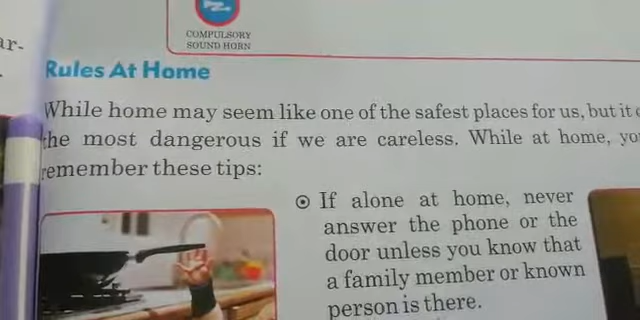 ar-
COMPULSORY
SOUND HORN
Rules At Home
While home may seem like one of the safest places for us, but it
the most dangerous if we are careless. While at home,
remember these tips:
If alone at home, never
answer the phone or the
door unless you know that
a family member or known
person is there.